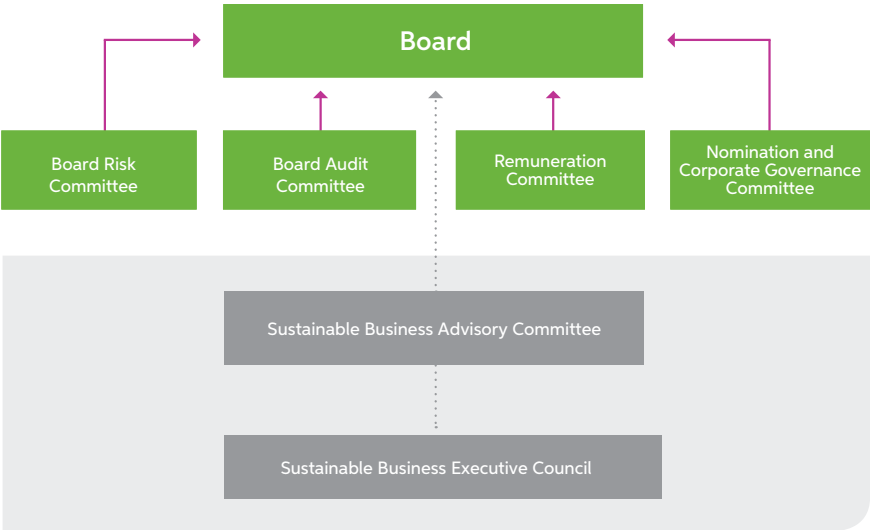 Board
Board Risk
Committee
Board Audit
Committee
Remuneration
Committee
Nomination and
Corporate Governance
Committee
Sustainable Business Advisory Committee
Sustainable Business Executive Council